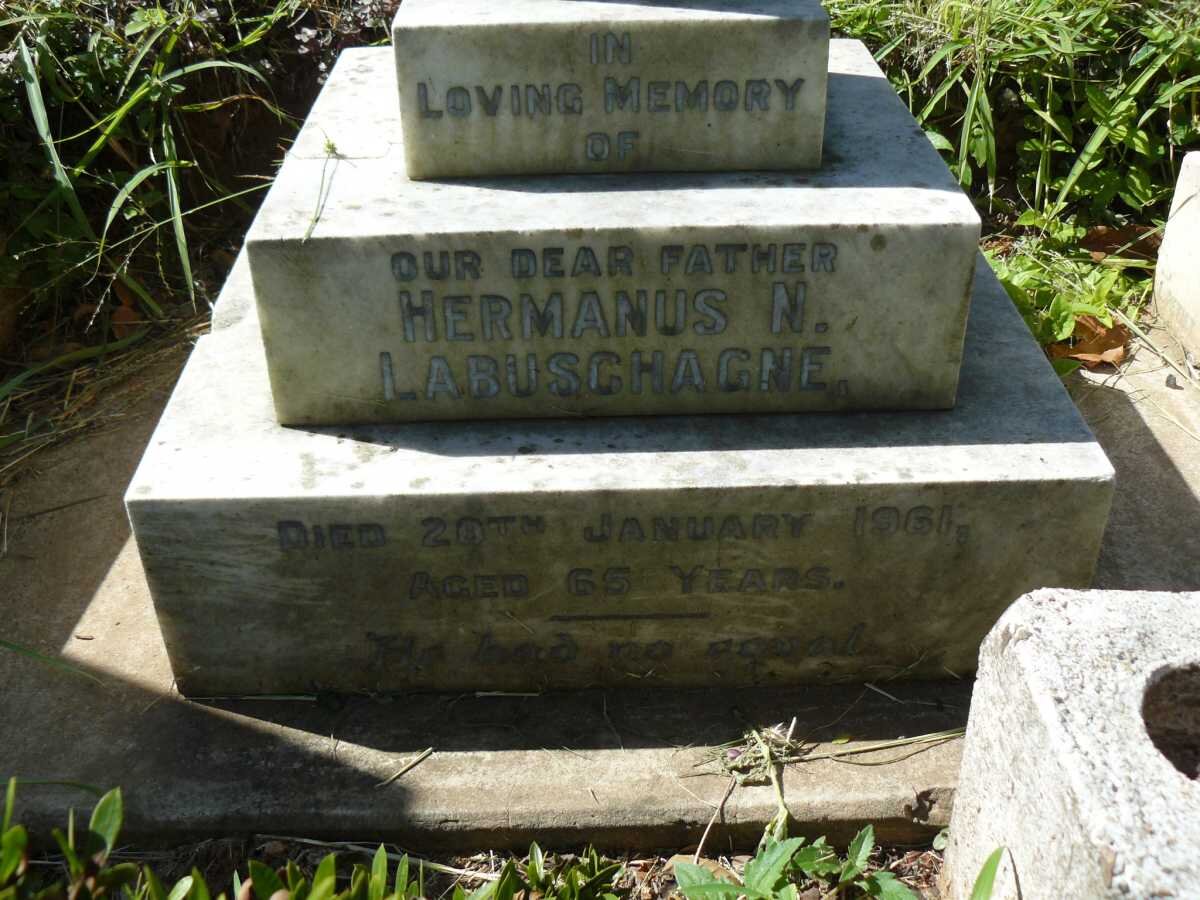 IN
LOVING MEMORY
OF
OUR DEAR FATHER
HERMANUS N.
LABUSCHAGNE,
DIED 28TH JANUARY 1961,
AGED 65 YEARS.
He had no equal